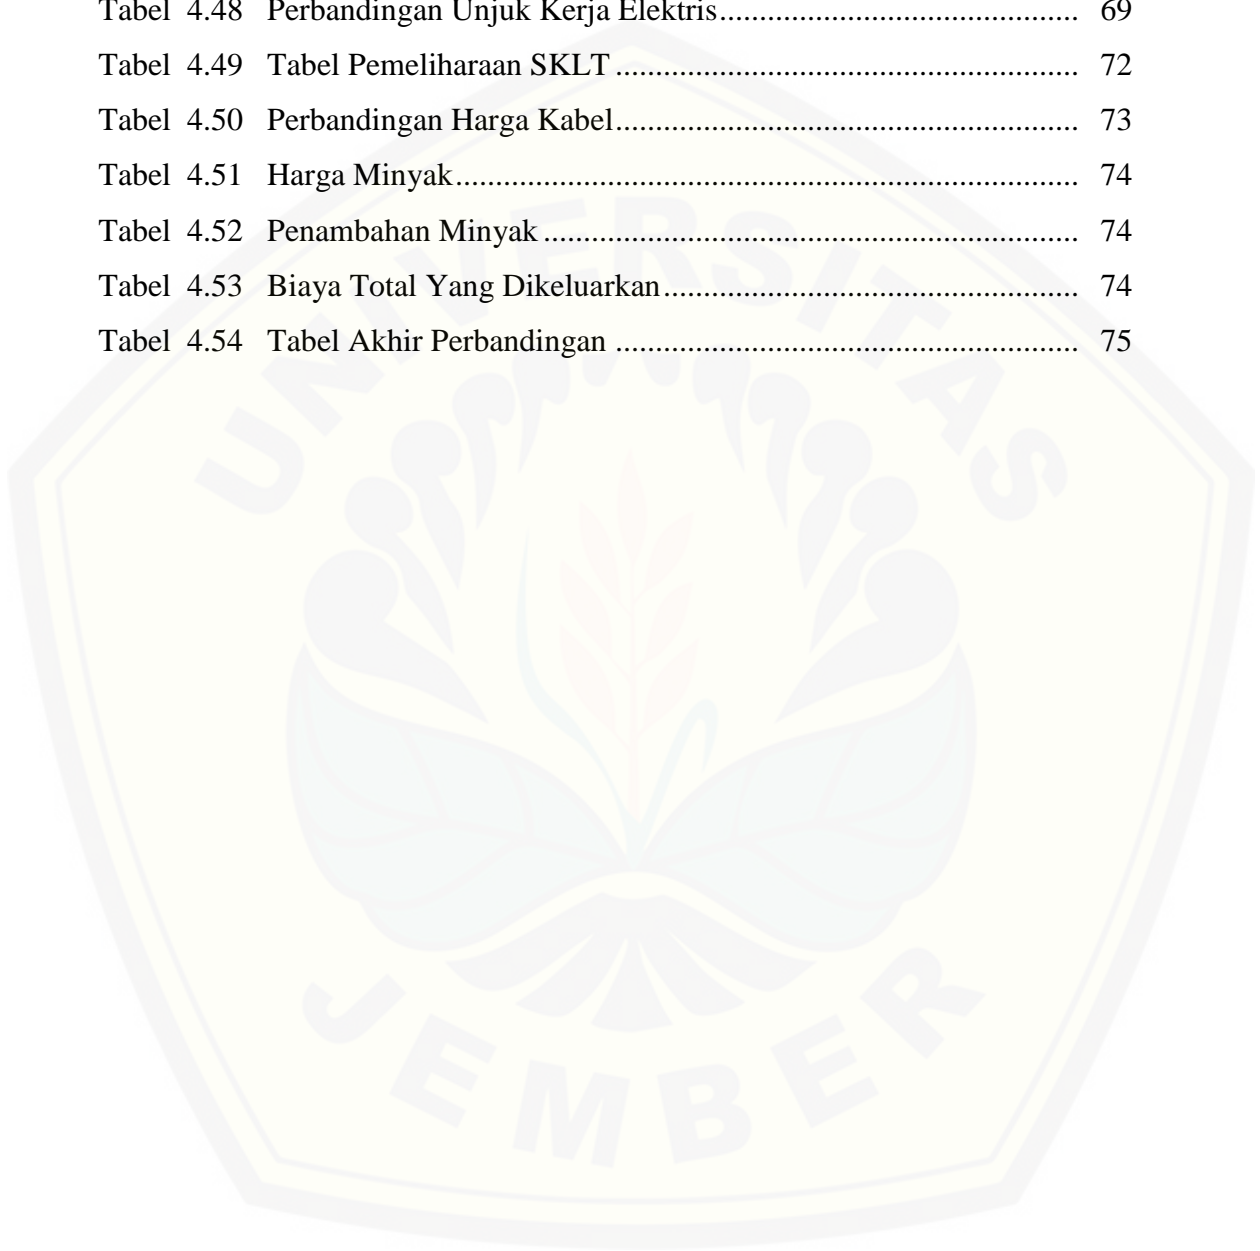 Tabel 4.48 Perbandingan Unjuk Kerja Elektris............................................ 69
Tabel 4.49 Tabel Pemeliharaan SKLT ......................................................... 72
Tabel 4.50 Perbandingan Harga Kabel......................................................... 73
Tabel 4.51 Harga Minyak............................................................................. 74
Tabel 4.52 Penambahan Minyak .................................................................. 74
Tabel 4.53 Biaya Total Yang Dikeluarkan................................................... 74
Tabel 4.54 Tabel Akhir Perbandingan ......................................................... 75
UNIVERSITAS
JEMBER